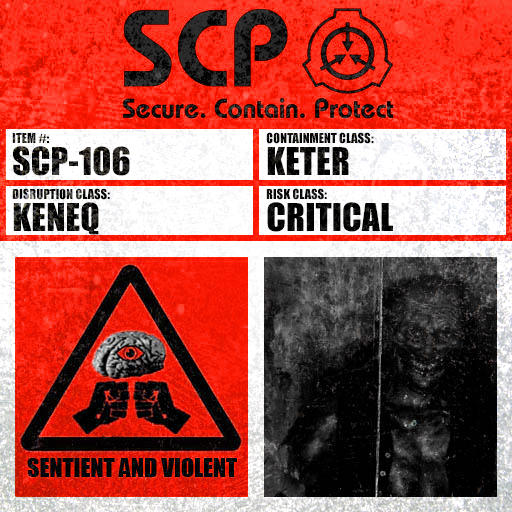 SCP
Secure. Contain. Protect
ITEM #:
SCP-106
CONTAINMENT CLASS:
KETER
DISRUPTION CLASS:
KENEQ
RISK CLASS:
CRITICAL
SENTIENT AND VIOLENT